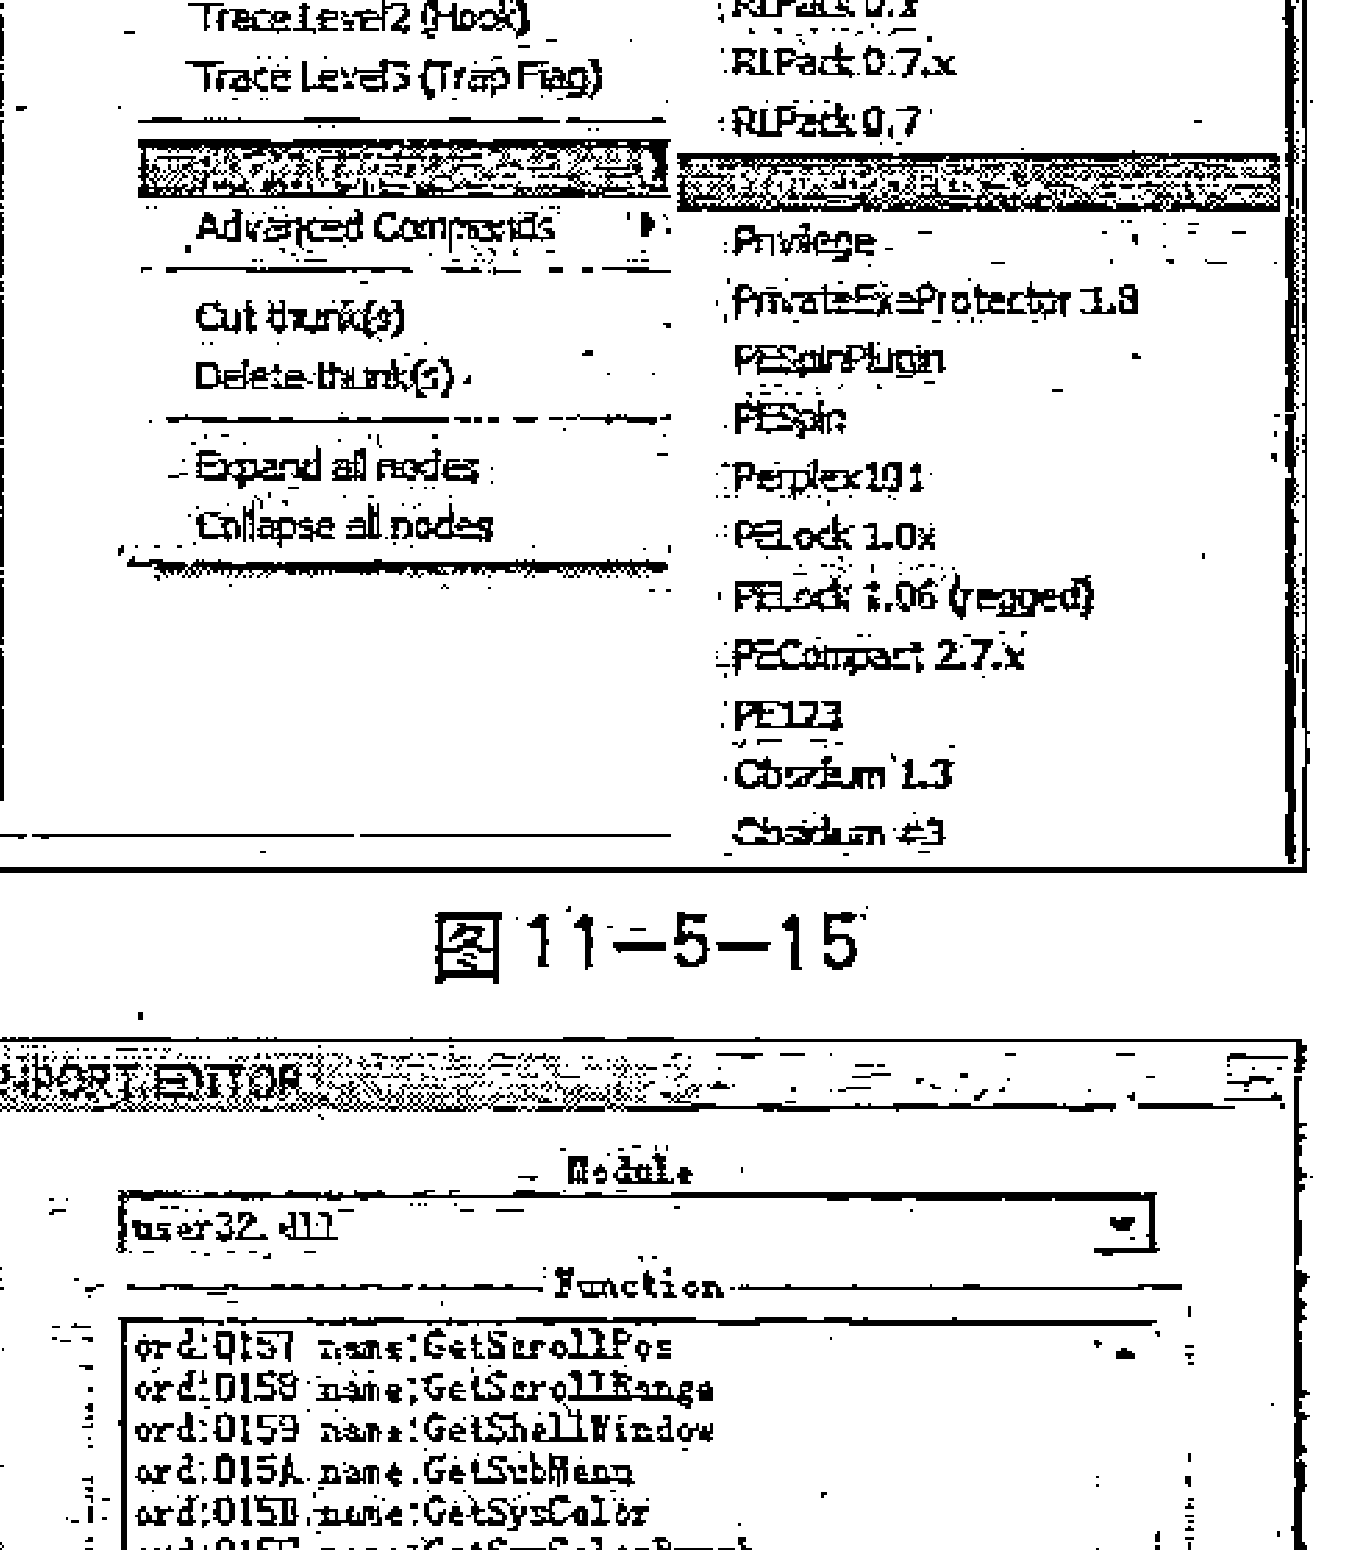 Trace Level2 (Hook)
Trace Level3 (Trap Flag)
Advanced Commands
Cut thunk(s)
Delete thunk(s)
Expand all nodes
Collapse all nodes
RLPack 0.7.x
RLPack 0.7
Privilege
PrivateExeProtector 1.8
PESpinPlugin
PESpin
Perplex101
PELock 1.0x
PELock 1.06 (regged)
PECompact 2.7.x
PE123
Obsidium 1.3
Obsidium
图 11-5-15
IMPORT EDITOR
Module
user32.dll
Function
ord:0157 name:GetScrollPos
ord:0158 name:GetScrollRange
ord:0159 name:GetShellWindow
ord:015A name:GetSubMenu
ord:015B name:GetSysColor